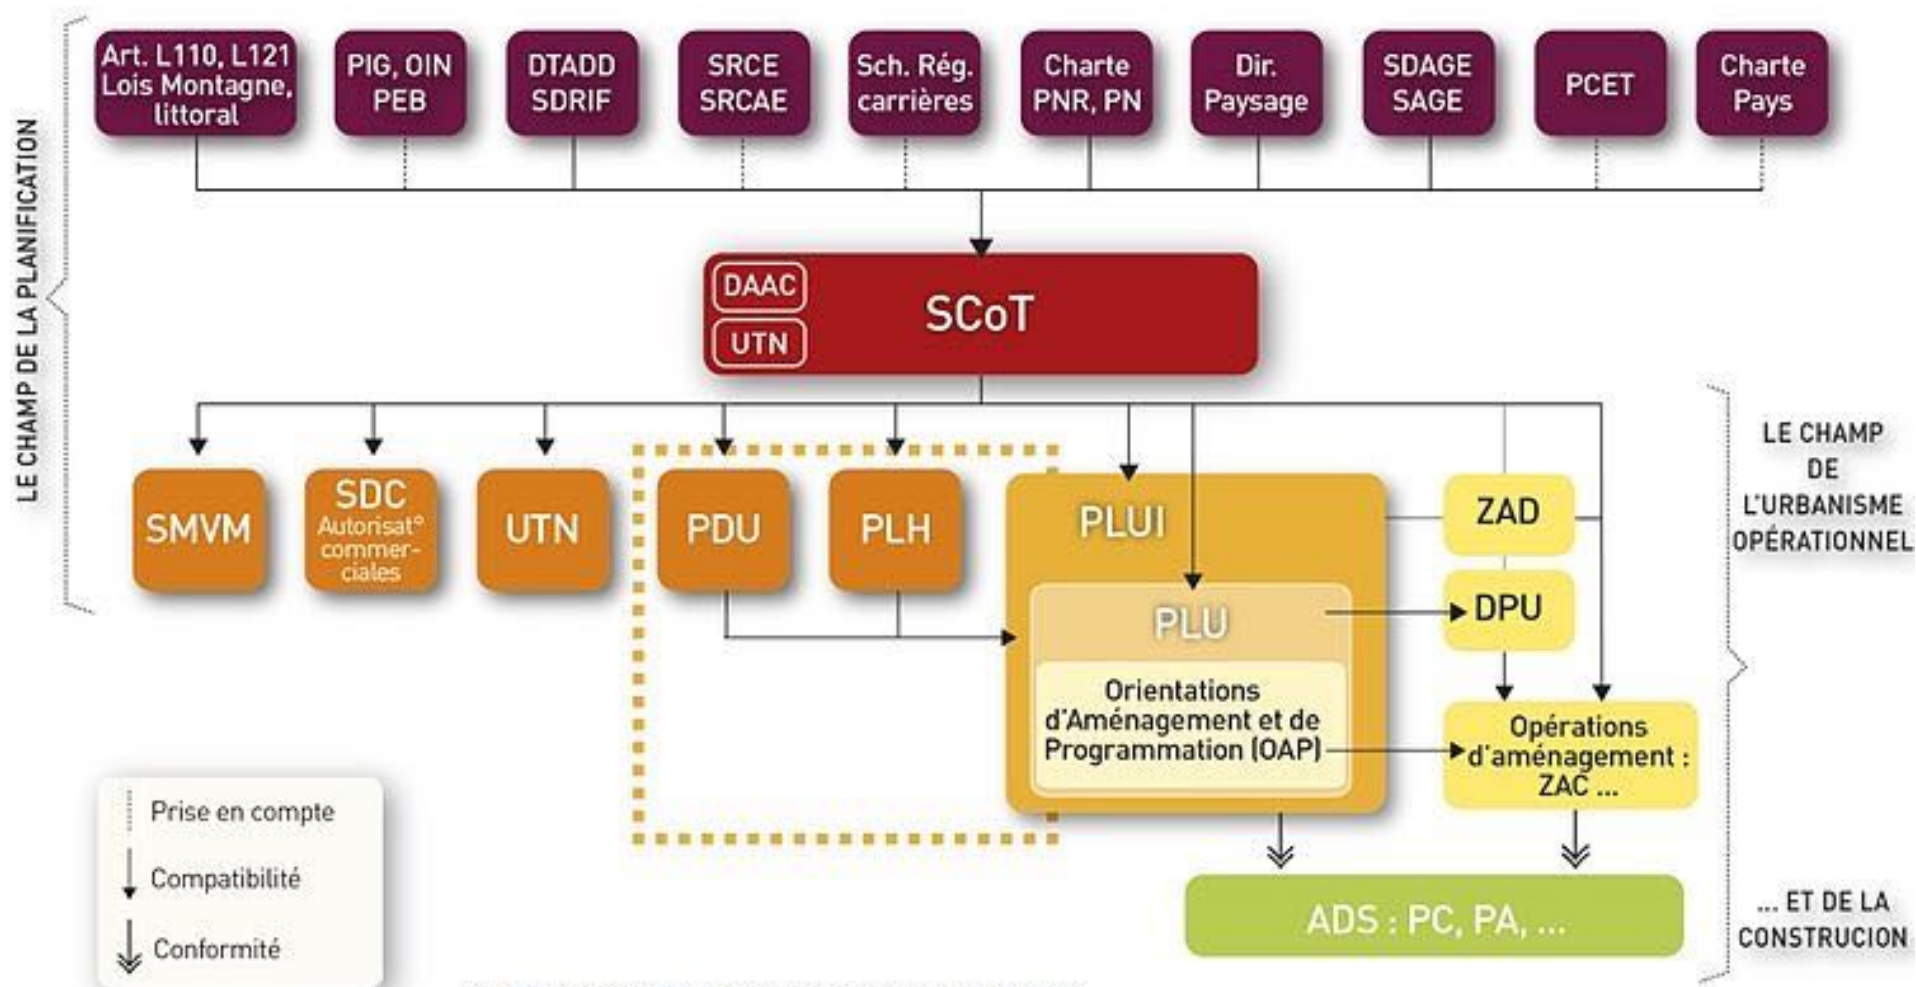 LE CHAMP DE LA PLANIFICATION
Art. L110, L121
Lois Montagne,
littoral
PIG, OIN
PEB
DTADD
SDRIF
SRCE
SRCAE
Sch. Rég.
carrières
Charte
PNR, PN
Dir.
Paysage
SDAGE
SAGE
PCET
Charte
Pays
DAAC
UTN
SCoT
SMVM
SDC
Autorisat°
commer-
ciales
UTN
PDU
PLH
PLUI
PLU
Orientations
d'Aménagement et de
Programmation (OAP)
ZAD
DPU
Opérations
d'aménagement :
ZAC ...
ADS : PC, PA, ...
LE CHAMP
DE
L'URBANISME
OPÉRATIONNEL
... ET DE LA
CONSTRUCION
Prise en compte
Compatibilité
Conformité